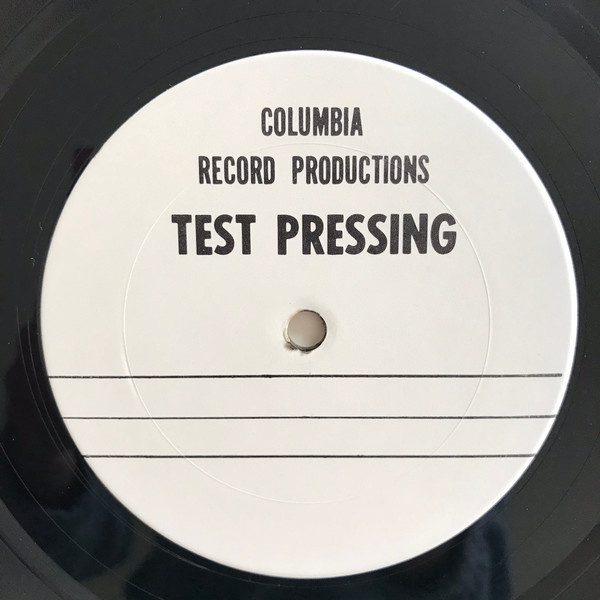 COLUMBIA
RECORD PRODUCTIONS
TEST PRESSING